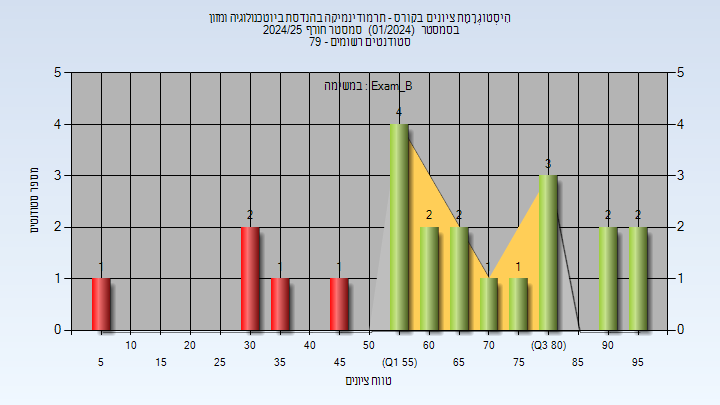 הִיסְטוֹגְרָמַת ציונים בקורס - תרמודינמיקה בהנדסת ביוטכנולוגיה ומזון
בסמסטר (01/2024) סמסטר חורף 2024/25
סטודנטים רשומים - 79
במשימה : Exam_B
מספר סטודנטים
5 4 3 2 1 0
5 4 3 2 1 0
1 2 1 1 4 2 2 1 1 3 2 2
10 20 30 40 50 60 70 (Q3 80) 90
5 15 25 35 45 (Q1 55) 65 75 85 95
טווח ציונים